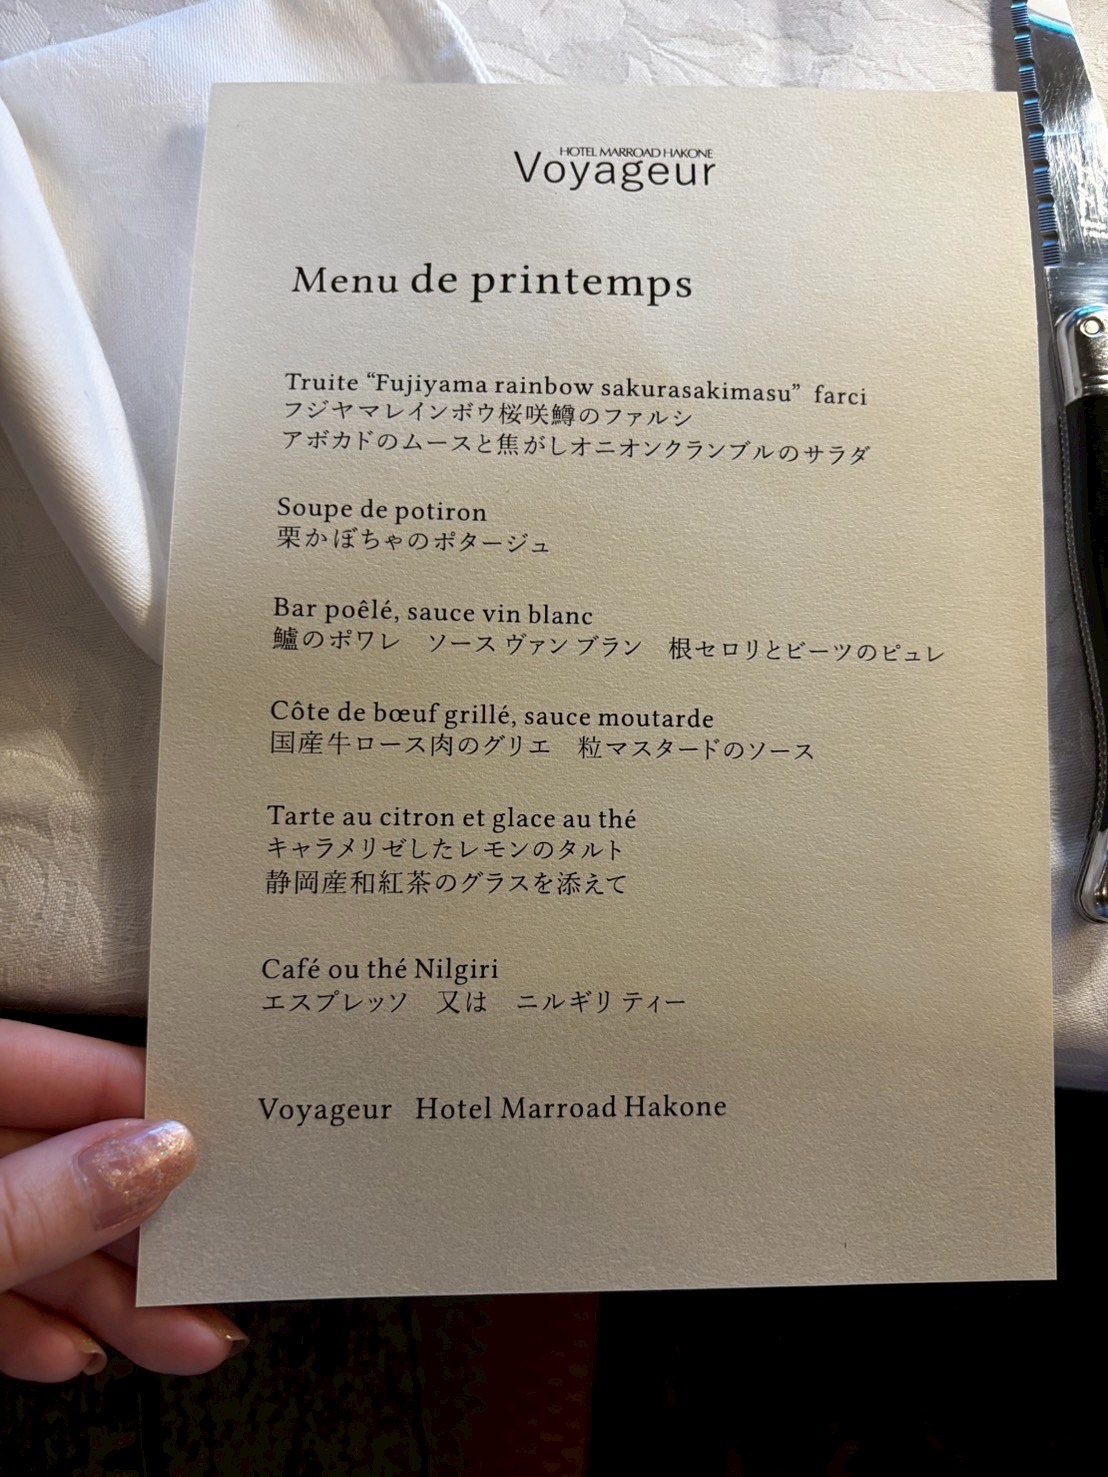 HOTEL MARROAD HAKONE
Voyageur
Menu de printemps
Truite “Fujiyama rainbow sakurasakimasu” farci
フジヤマレインボウ桜咲鱒のファルシ
アボカドのムースと焦がしオニオンクランブルのサラダ
Soupe de potiron
栗かぼちゃのポタージュ
Bar poêlé, sauce vin blanc
鱸のポワレ　ソース ヴァン ブラン　根セロリとビーツのピュレ
Côte de bœuf grillé, sauce moutarde
国産牛ロース肉のグリエ　粒マスタードのソース
Tarte au citron et glace au thé
キャラメリゼしたレモンのタルト
静岡産和紅茶のグラスを添えて
Café ou thé Nilgiri
エスプレッソ　又は　ニルギリ ティー
Voyageur Hotel Marroad Hakone